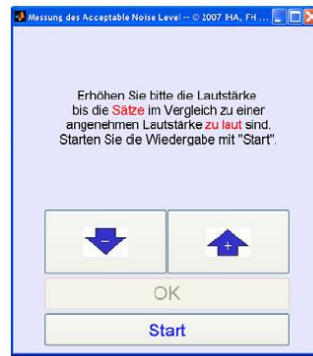 Messung des Acceptable Noise Level -- © 2007 IHA, FH ...
Erhöhen Sie bitte die Lautstärke
bis die Sätze im Vergleich zu einer
angenehmen Lautstärke zu laut sind.
Starten Sie die Wiedergabe mit "Start".
- +
OK
Start